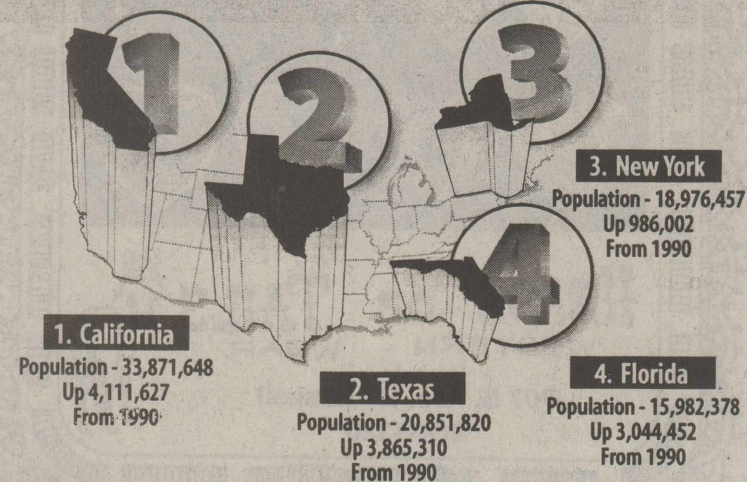 1
2
3
4
1. California
Population - 33,871,648
Up 4,111,627
From 1990
2. Texas
Population - 20,851,820
Up 3,865,310
From 1990
3. New York
Population - 18,976,457
Up 986,002
From 1990
4. Florida
Population - 15,982,378
Up 3,044,452
From 1990